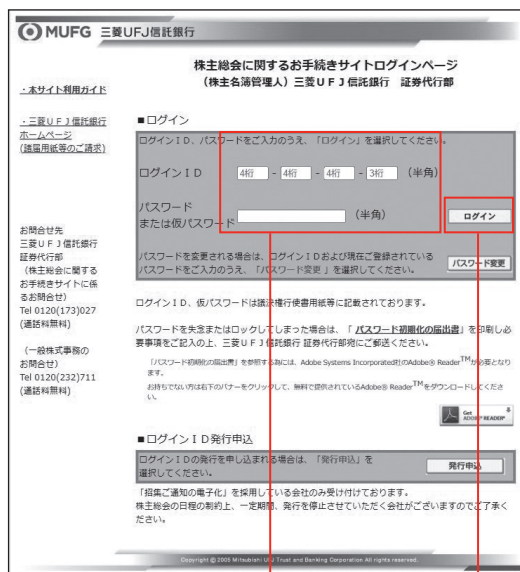 MUFG 三菱UFJ信託銀行
株主総会に関するお手続きサイトログインページ
（株主名簿管理人）三菱ＵＦＪ信託銀行　証券代行部
・本サイト利用ガイド
・三菱ＵＦＪ信託銀行
ホームページ
(諸届用紙等のご請求)
お問合せ先
三菱ＵＦＪ信託銀行
証券代行部
（株主総会に関する
お手続きサイトに係
るお問合せ）
Tel 0120(173)027
(通話料無料)
（一般株式事務の
お問合せ）
Tel 0120(232)711
(通話料無料)
■ログイン
ログインＩＤ、パスワードをご入力のうえ、「ログイン」を選択してください。
ログインＩＤ 4桁 - 4桁 - 4桁 - 3桁 （半角）
パスワード
または仮パスワード （半角）
ログイン
パスワードを変更される場合は、ログインＩＤおよび現在ご登録されている
パスワードをご入力のうえ、「パスワード変更」を選択してください。
パスワード変更
ログインＩＤ、仮パスワードは議決権行使書用紙等に記載されております。
パスワードを失念またはロックしてしまった場合は、「 パスワード初期化の届出書」を印刷し必
要事項をご記入の上、三菱ＵＦＪ信託銀行 証券代行部宛にご郵送ください。
「パスワード初期化の届出書」を参照する為には、Adobe Systems Incorporated社のAdobe® Reader™が必要となり
ます。
お持ちでない方は右下のバナーをクリックして、無料で提供されているAdobe® Reader™をダウンロードしてくださ
い。
Get
ADOBE® READER®
■ログインＩＤ発行申込
ログインＩＤの発行を申し込まれる場合は、「発行申込」を
選択してください。
発行申込
「招集ご通知の電子化」を採用している会社のみ受け付けております。
株主総会の日程の制約上、一定期間、発行を停止させていただく会社がございますのでご了承く
ださい。
Copyright © 2005 Mitsubishi UFJ Trust and Banking Corporation All rights reserved.